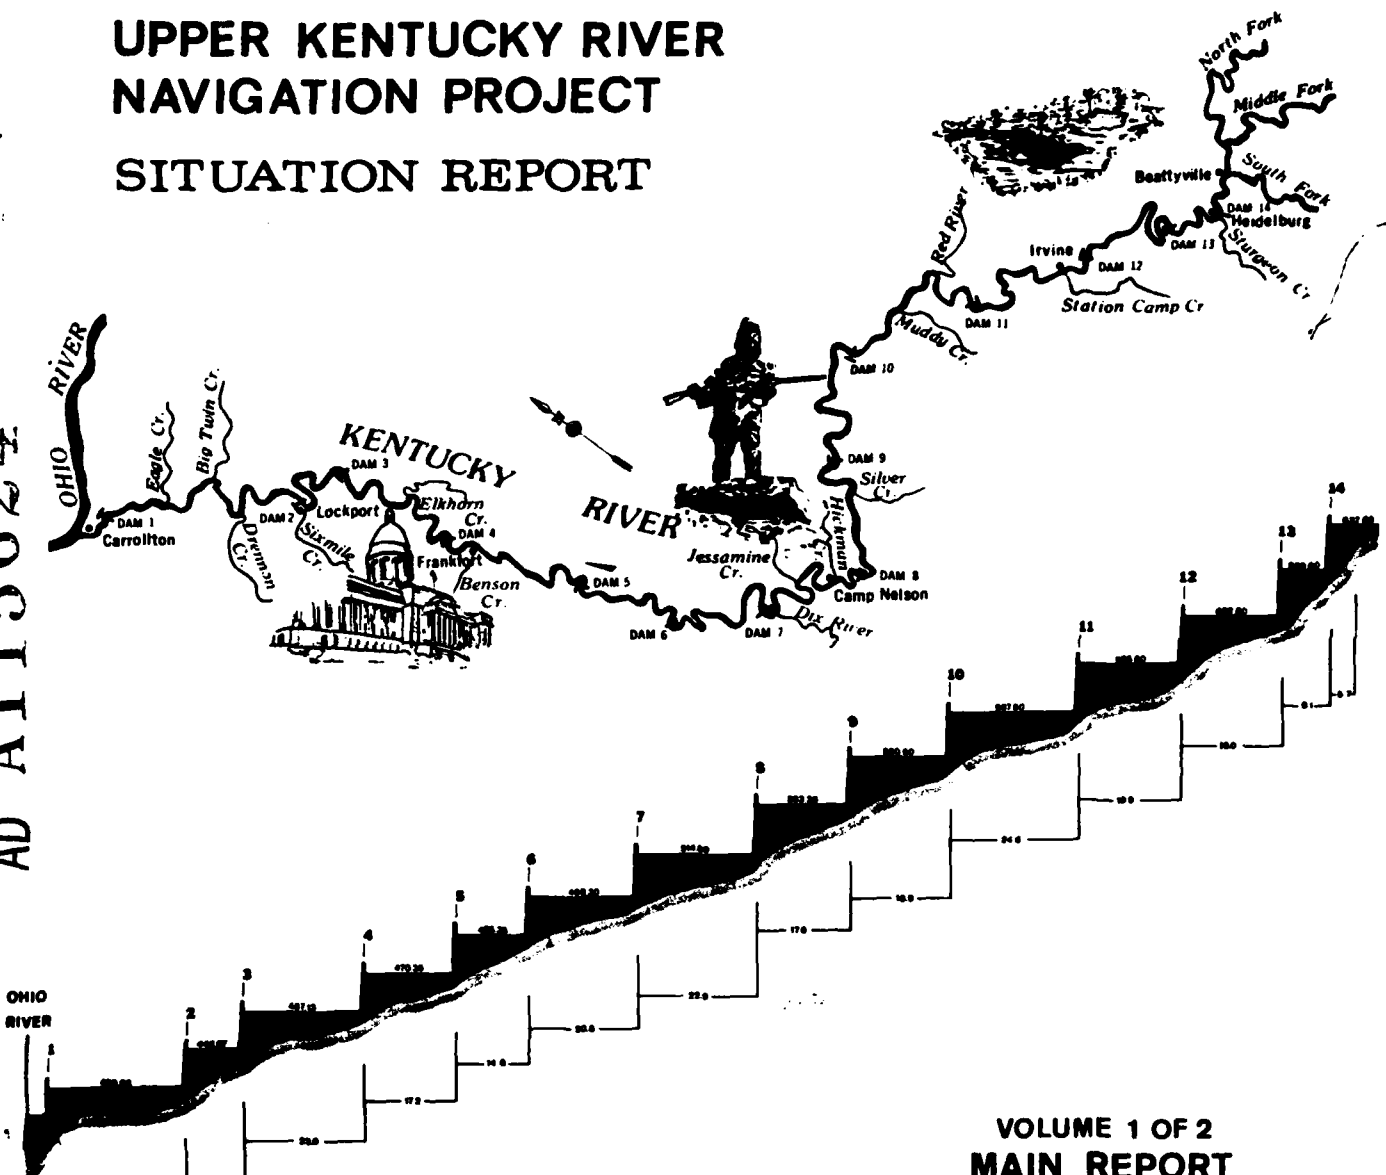 UPPER KENTUCKY RIVER
NAVIGATION PROJECT
SITUATION REPORT
North Fork
Middle Fork
South Fork
Beattyville
DAM 14
Heidelburg
Sturgeon Cr
DAM 13
Red River
Irvine
DAM 12
Station Camp Cr
DAM 11
Muddy Cr.
DAM 10
OHIO RIVER
Eagle Cr.
Big Twin Cr.
KENTUCKY
RIVER
DAM 3
DAM 9
Silver
Cr.
DAM 1
Carrollton
DAM 2
Lockport
Elkhorn
Cr.
DAM 4
Drennon
Cr.
Sixmile
Cr.
Frankfort
Benson
Cr.
Hickman
Cr.
Jessamine
Cr.
DAM 5
DAM 8
Camp Nelson
DAM 6
DAM 7
Dix River
14
13
12
11
10
9
8
7
6
5
4
3
2
1
OHIO
RIVER
470.25
17.2
VOLUME 1 OF 2
MAIN REPORT